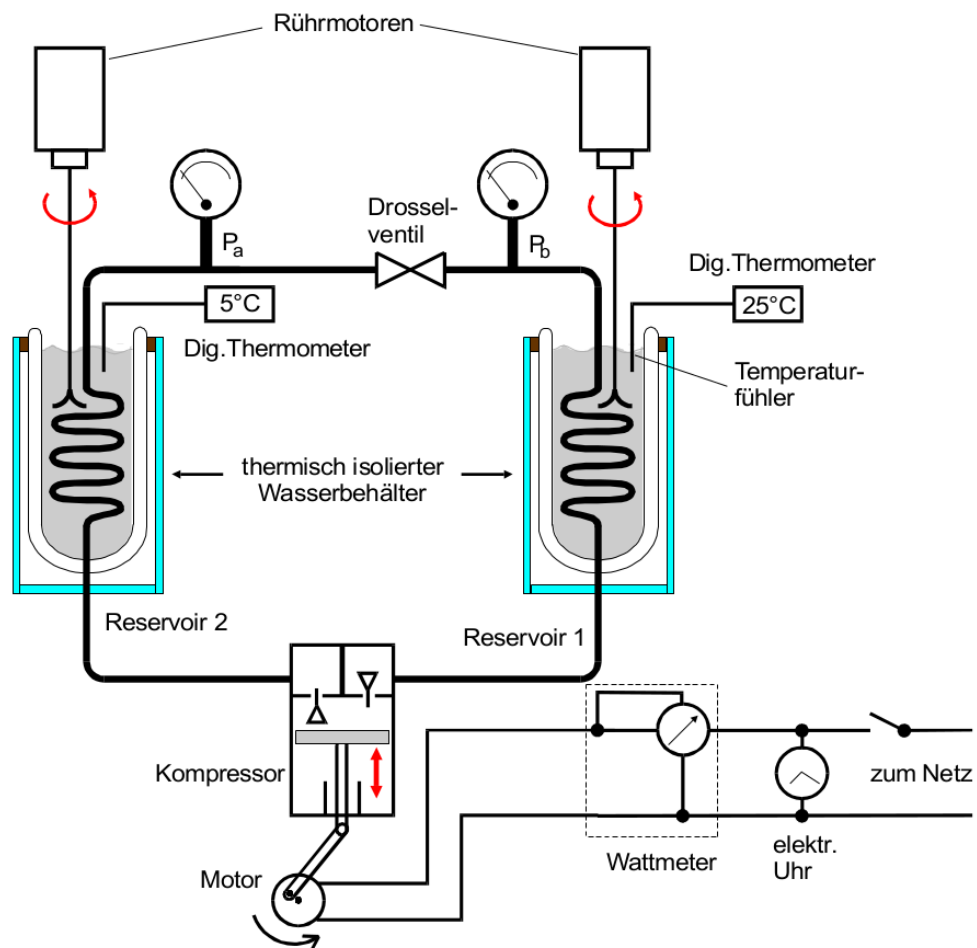 Rührmotoren
Drossel-
ventil
Pa
Pb
Dig.Thermometer
5°C
25°C
Dig.Thermometer
Temperatur-
fühler
thermisch isolierter
Wasserbehälter
Reservoir 2
Reservoir 1
Kompressor
zum Netz
Wattmeter
elektr.
Uhr
Motor